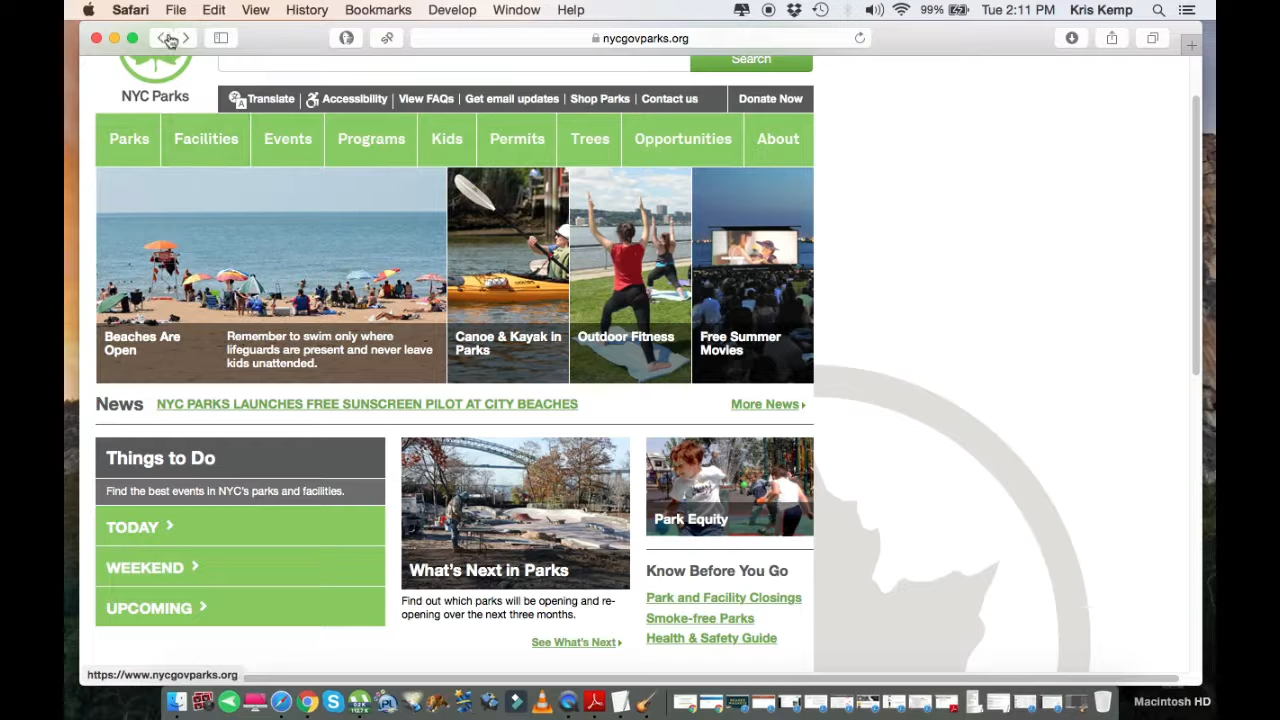 Safari File Edit View History Bookmarks Develop Window Help 99% Tue 2:11 PM Kris Kemp
nycgovparks.org
Search
NYC Parks
Translate Accessibility View FAQs Get email updates Shop Parks Contact us Donate Now
Parks Facilities Events Programs Kids Permits Trees Opportunities About
Beaches Are
Open
Remember to swim only where
lifeguards are present and never leave
kids unattended.
Canoe & Kayak in
Parks
Outdoor Fitness
Free Summer
Movies
News NYC PARKS LAUNCHES FREE SUNSCREEN PILOT AT CITY BEACHES More News
Things to Do
Find the best events in NYC's parks and facilities.
TODAY
WEEKEND
UPCOMING
What's Next in Parks
Find out which parks will be opening and re-
opening over the next three months.
See What's Next
Park Equity
Know Before You Go
Park and Facility Closings
Smoke-free Parks
Health & Safety Guide
https://www.nycgovparks.org
Macintosh HD